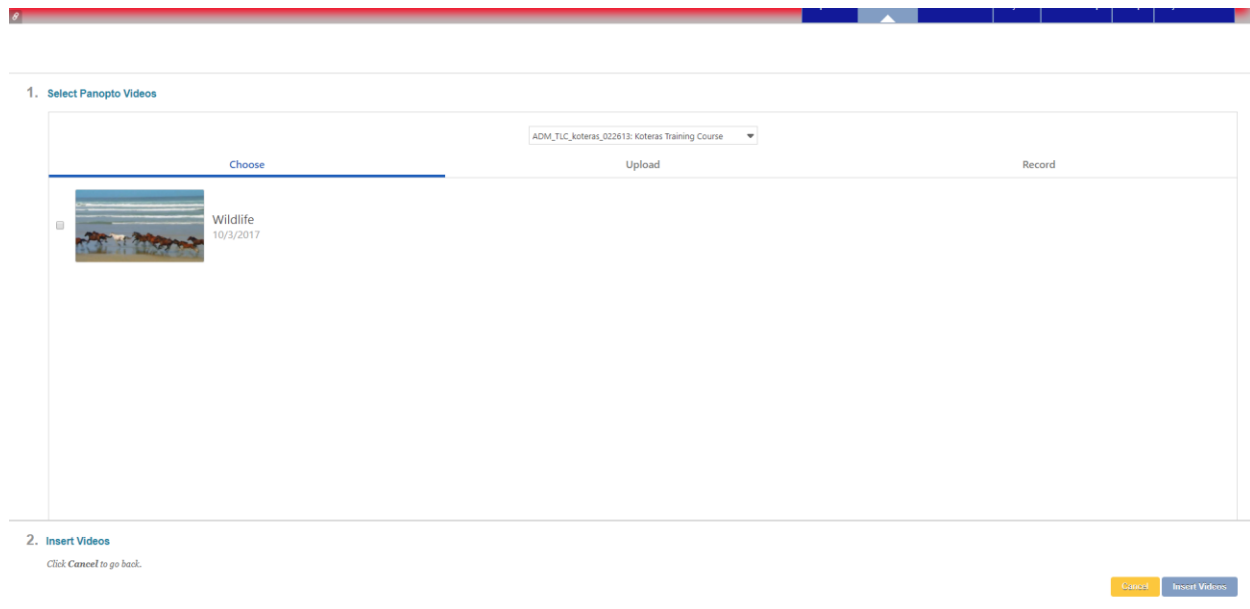 1. Select Panopto Videos
ADM_TLC_koteras_022613: Koteras Training Course
Choose Upload Record
Wildlife
10/3/2017
2. Insert Videos
Click Cancel to go back.
Cancel Insert Videos